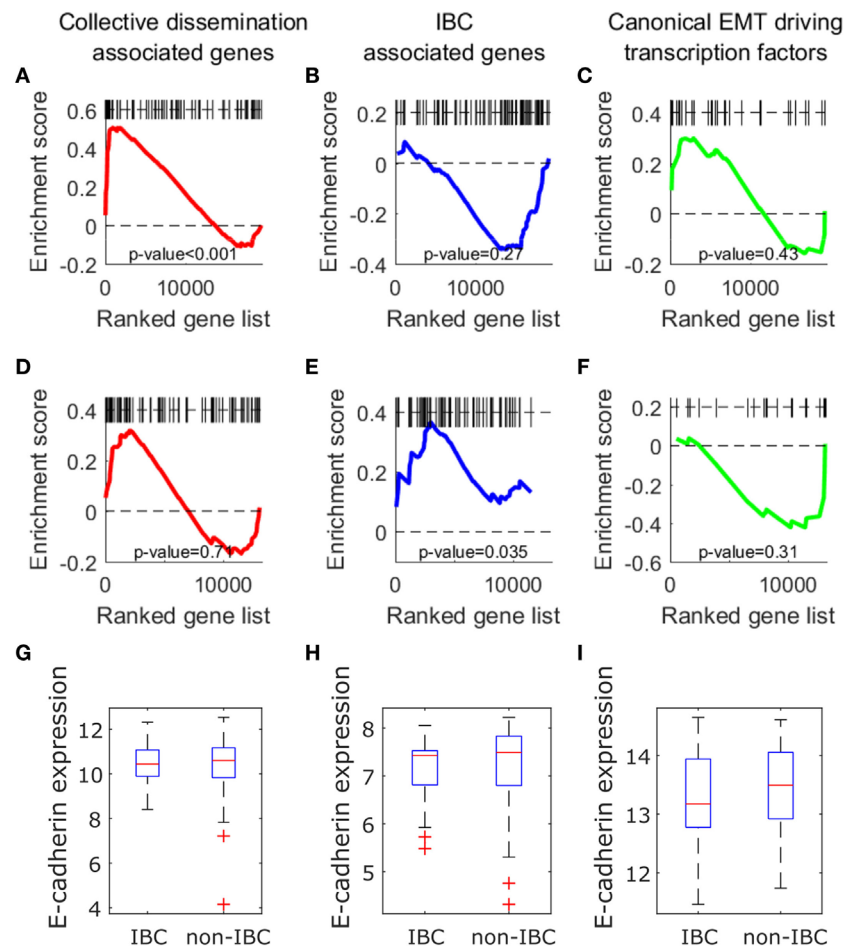 Collective dissemination
associated genes
IBC
associated genes
Canonical EMT driving
transcription factors
A
Enrichment score
0.6
0.4
0.2
0
-0.2
p-value<0.001
0
10000
Ranked gene list
B
Enrichment score
0.2
0
-0.2
-0.4
p-value=0.27
0
10000
Ranked gene list
C
Enrichment score
0.4
0.2
0
-0.2
p-value=0.43
0
10000
Ranked gene list
D
Enrichment score
0.4
0.2
0
-0.2
p-value=0.71
0
10000
Ranked gene list
E
Enrichment score
0.4
0.2
0
p-value=0.035
0
10000
Ranked gene list
F
Enrichment score
0.2
0
-0.2
-0.4
-0.6
p-value=0.31
0
10000
Ranked gene list
G
E-cadherin expression
12
10
8
6
4
IBC
non-IBC
H
E-cadherin expression
8
7
6
5
IBC
non-IBC
I
E-cadherin expression
14
13
12
IBC
non-IBC